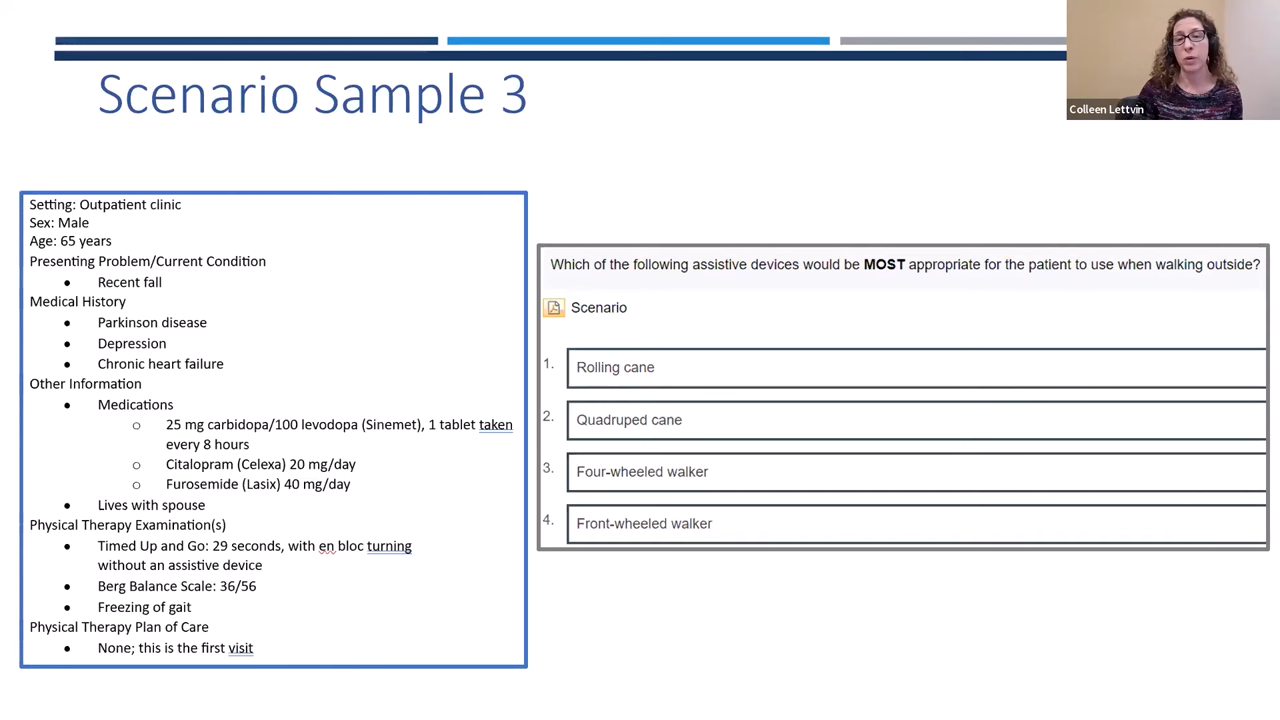 Scenario Sample 3
Colleen Lettvin
Setting: Outpatient clinic
Sex: Male
Age: 65 years
Presenting Problem/Current Condition
• Recent fall
Medical History
• Parkinson disease
• Depression
• Chronic heart failure
Other Information
• Medications
o 25 mg carbidopa/100 levodopa (Sinemet), 1 tablet taken
every 8 hours
o Citalopram (Celexa) 20 mg/day
o Furosemide (Lasix) 40 mg/day
• Lives with spouse
Physical Therapy Examination(s)
• Timed Up and Go: 29 seconds, with en bloc turning
without an assistive device
• Berg Balance Scale: 36/56
• Freezing of gait
Physical Therapy Plan of Care
• None; this is the first visit
Which of the following assistive devices would be MOST appropriate for the patient to use when walking outside?
Scenario
1. Rolling cane
2. Quadruped cane
3. Four-wheeled walker
4. Front-wheeled walker